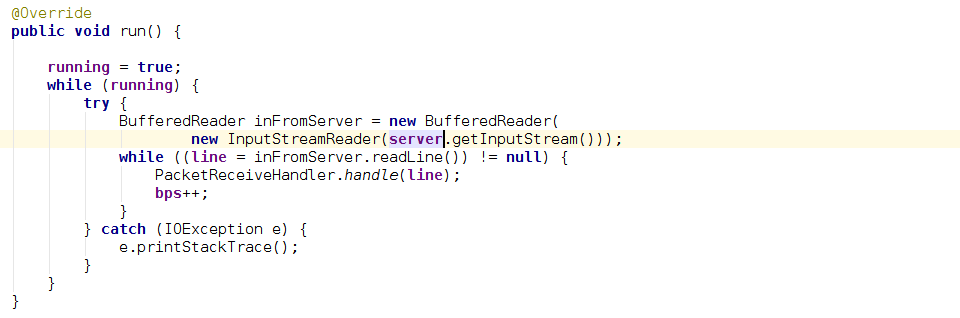 @Override
public void run() {
running = true;
while (running) {
try {
BufferedReader inFromServer = new BufferedReader(
new InputStreamReader(server.getInputStream()));
while ((line = inFromServer.readLine()) != null) {
PacketReceiveHandler.handle(line);
bps++;
}
} catch (IOException e) {
e.printStackTrace();
}
}
}